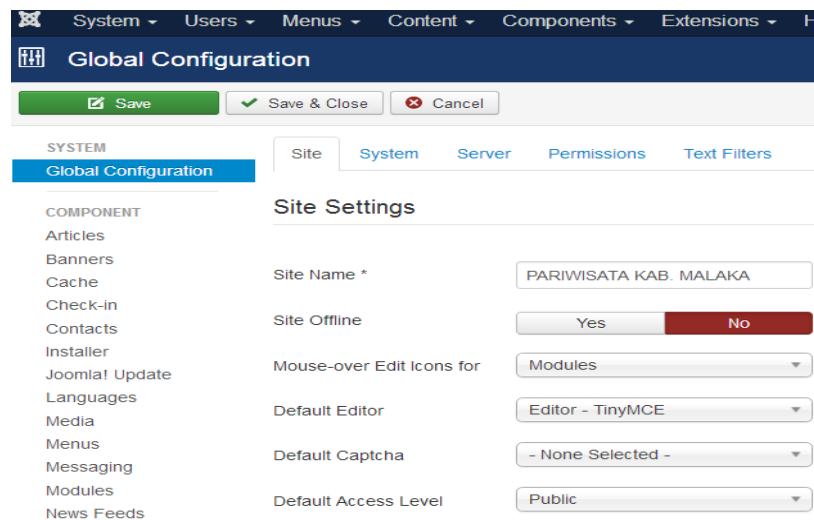 System Users Menus Content Components Extensions H
Global Configuration
Save Save & Close Cancel
SYSTEM
Global Configuration
COMPONENT
Articles
Banners
Cache
Check-in
Contacts
Installer
Joomla! Update
Languages
Media
Menus
Messaging
Modules
News Feeds
Site System Server Permissions Text Filters
Site Settings
Site Name * PARIWISATA KAB. MALAKA
Site Offline Yes No
Mouse-over Edit Icons for Modules
Default Editor Editor - TinyMCE
Default Captcha - None Selected -
Default Access Level Public